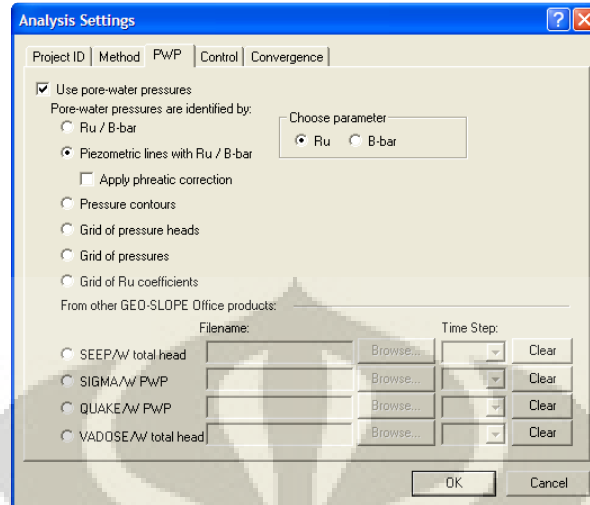 Analysis Settings
Project ID Method PWP Control Convergence
Use pore-water pressures
Pore-water pressures are identified by:
Choose parameter
Ru / B-bar
Ru B-bar
Piezometric lines with Ru / B-bar
Apply phreatic correction
Pressure contours
Grid of pressure heads
Grid of pressures
Grid of Ru coefficients
From other GEO-SLOPE Office products:
Filename: Time Step:
SEEP/W total head Browse... Clear
SIGMA/W PWP Browse... Clear
QUAKE/W PWP Browse... Clear
VADOSE/W total head Browse... Clear
OK Cancel